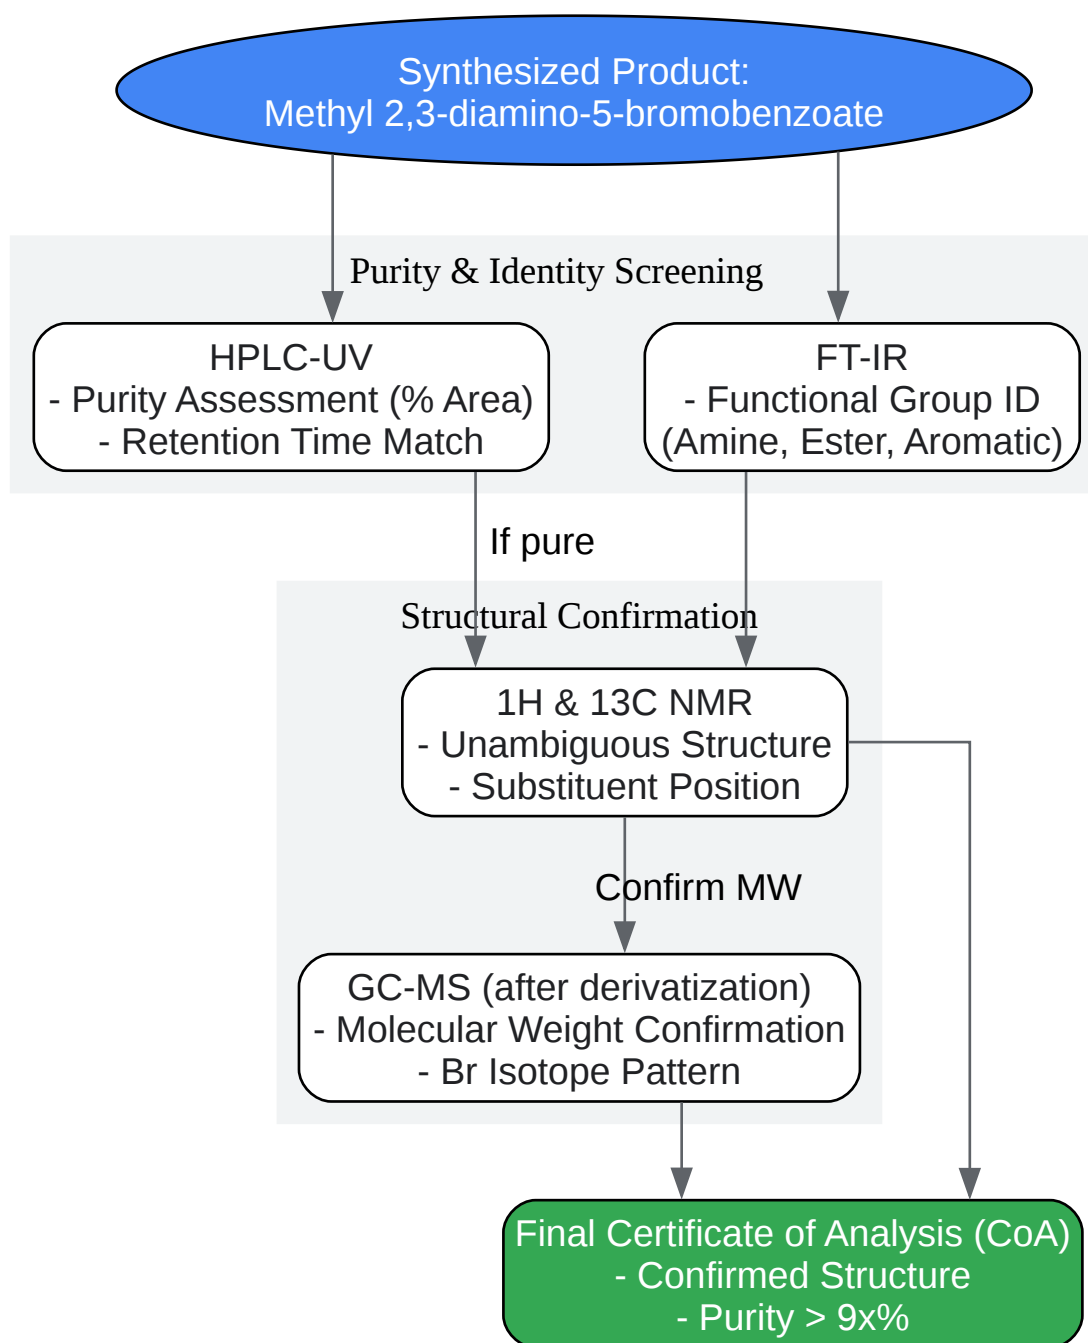 Synthesized Product:
Methyl 2,3-diamino-5-bromobenzoate
Purity & Identity Screening
HPLC-UV
- Purity Assessment (% Area)
- Retention Time Match
FT-IR
- Functional Group ID
(Amine, Ester, Aromatic)
If pure
Structural Confirmation
1H & 13C NMR
- Unambiguous Structure
- Substituent Position
Confirm MW
GC-MS (after derivatization)
- Molecular Weight Confirmation
- Br Isotope Pattern
Final Certificate of Analysis (CoA)
- Confirmed Structure
- Purity > 9x%